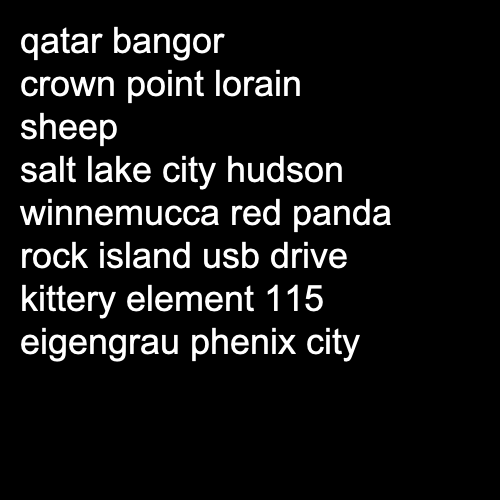 qatar bangor
crown point lorain
sheep
salt lake city hudson
winnemucca red panda
rock island usb drive
kittery element 115
eigengrau phenix city